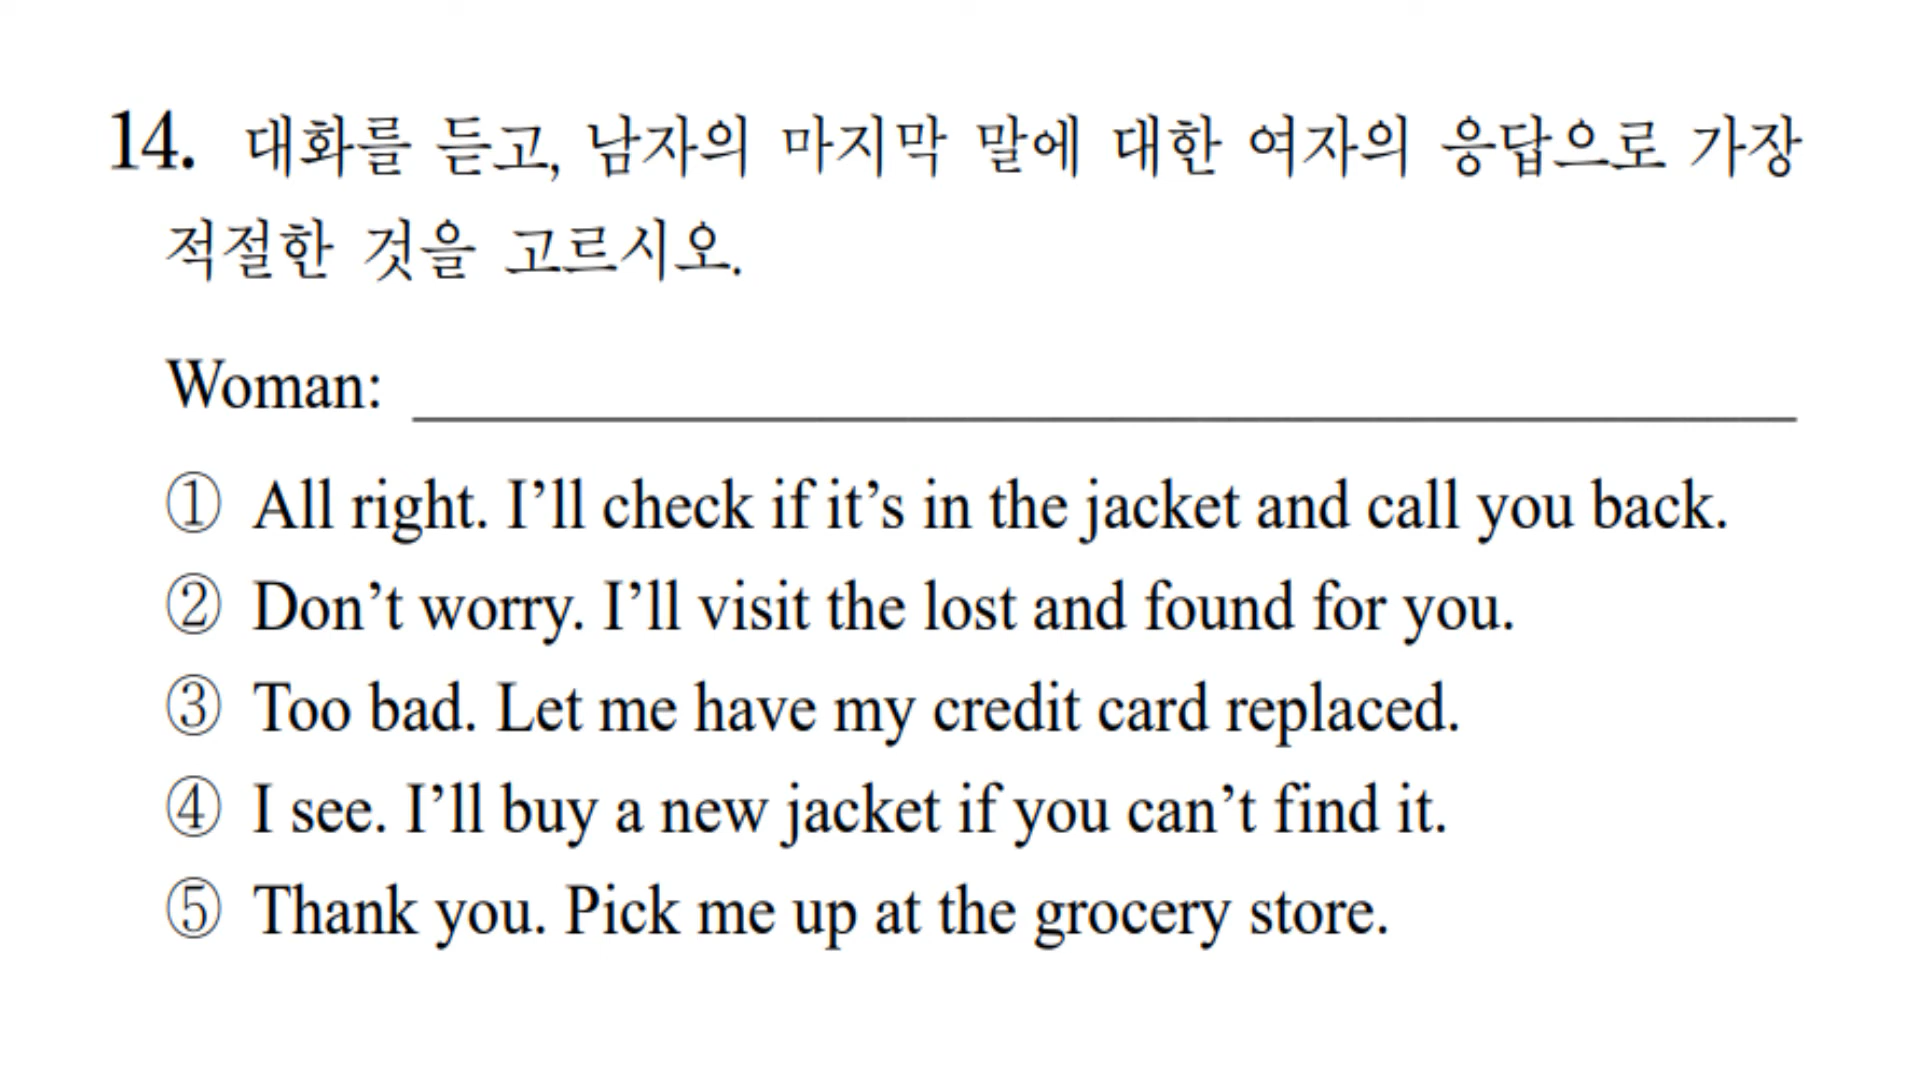 14. 대화를 듣고, 남자의 마지막 말에 대한 여자의 응답으로 가장
적절한 것을 고르시오.
Woman:
① All right. I’ll check if it’s in the jacket and call you back.
② Don’t worry. I’ll visit the lost and found for you.
③ Too bad. Let me have my credit card replaced.
④ I see. I’ll buy a new jacket if you can’t find it.
⑤ Thank you. Pick me up at the grocery store.